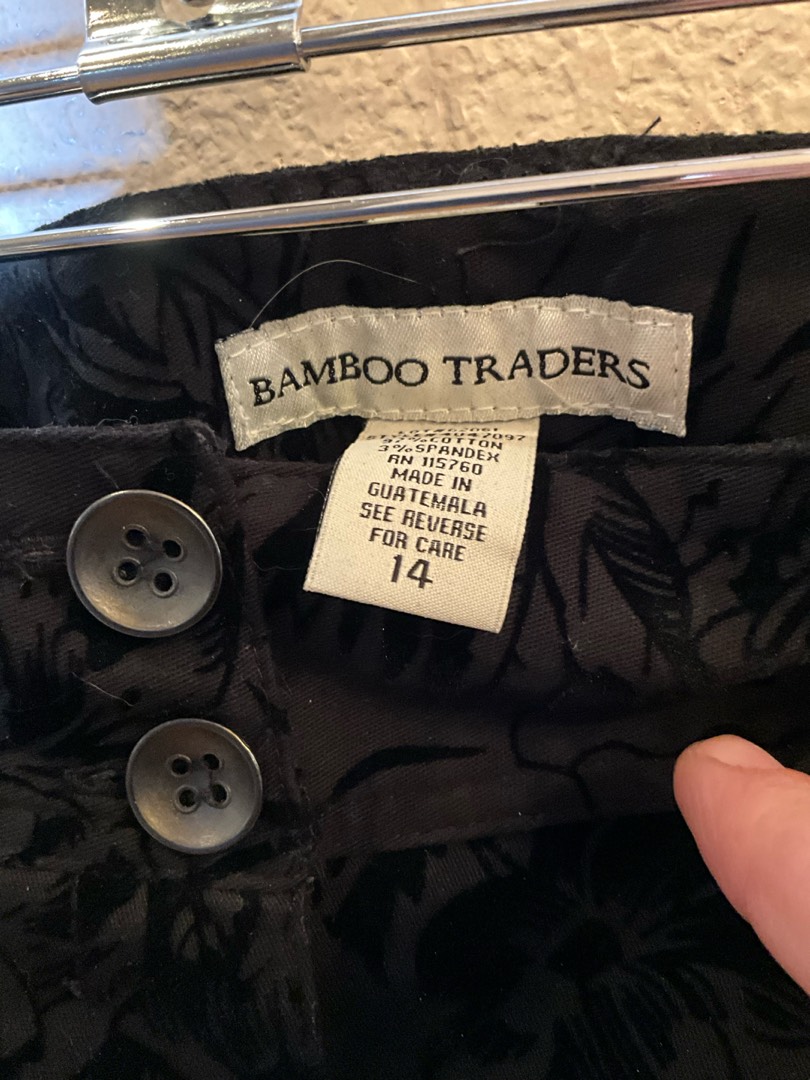 BAMBOO TRADERS
COTTON
3% SPANDEX
RN 115760
MADE IN
GUATEMALA
SEE REVERSE
FOR CARE
14